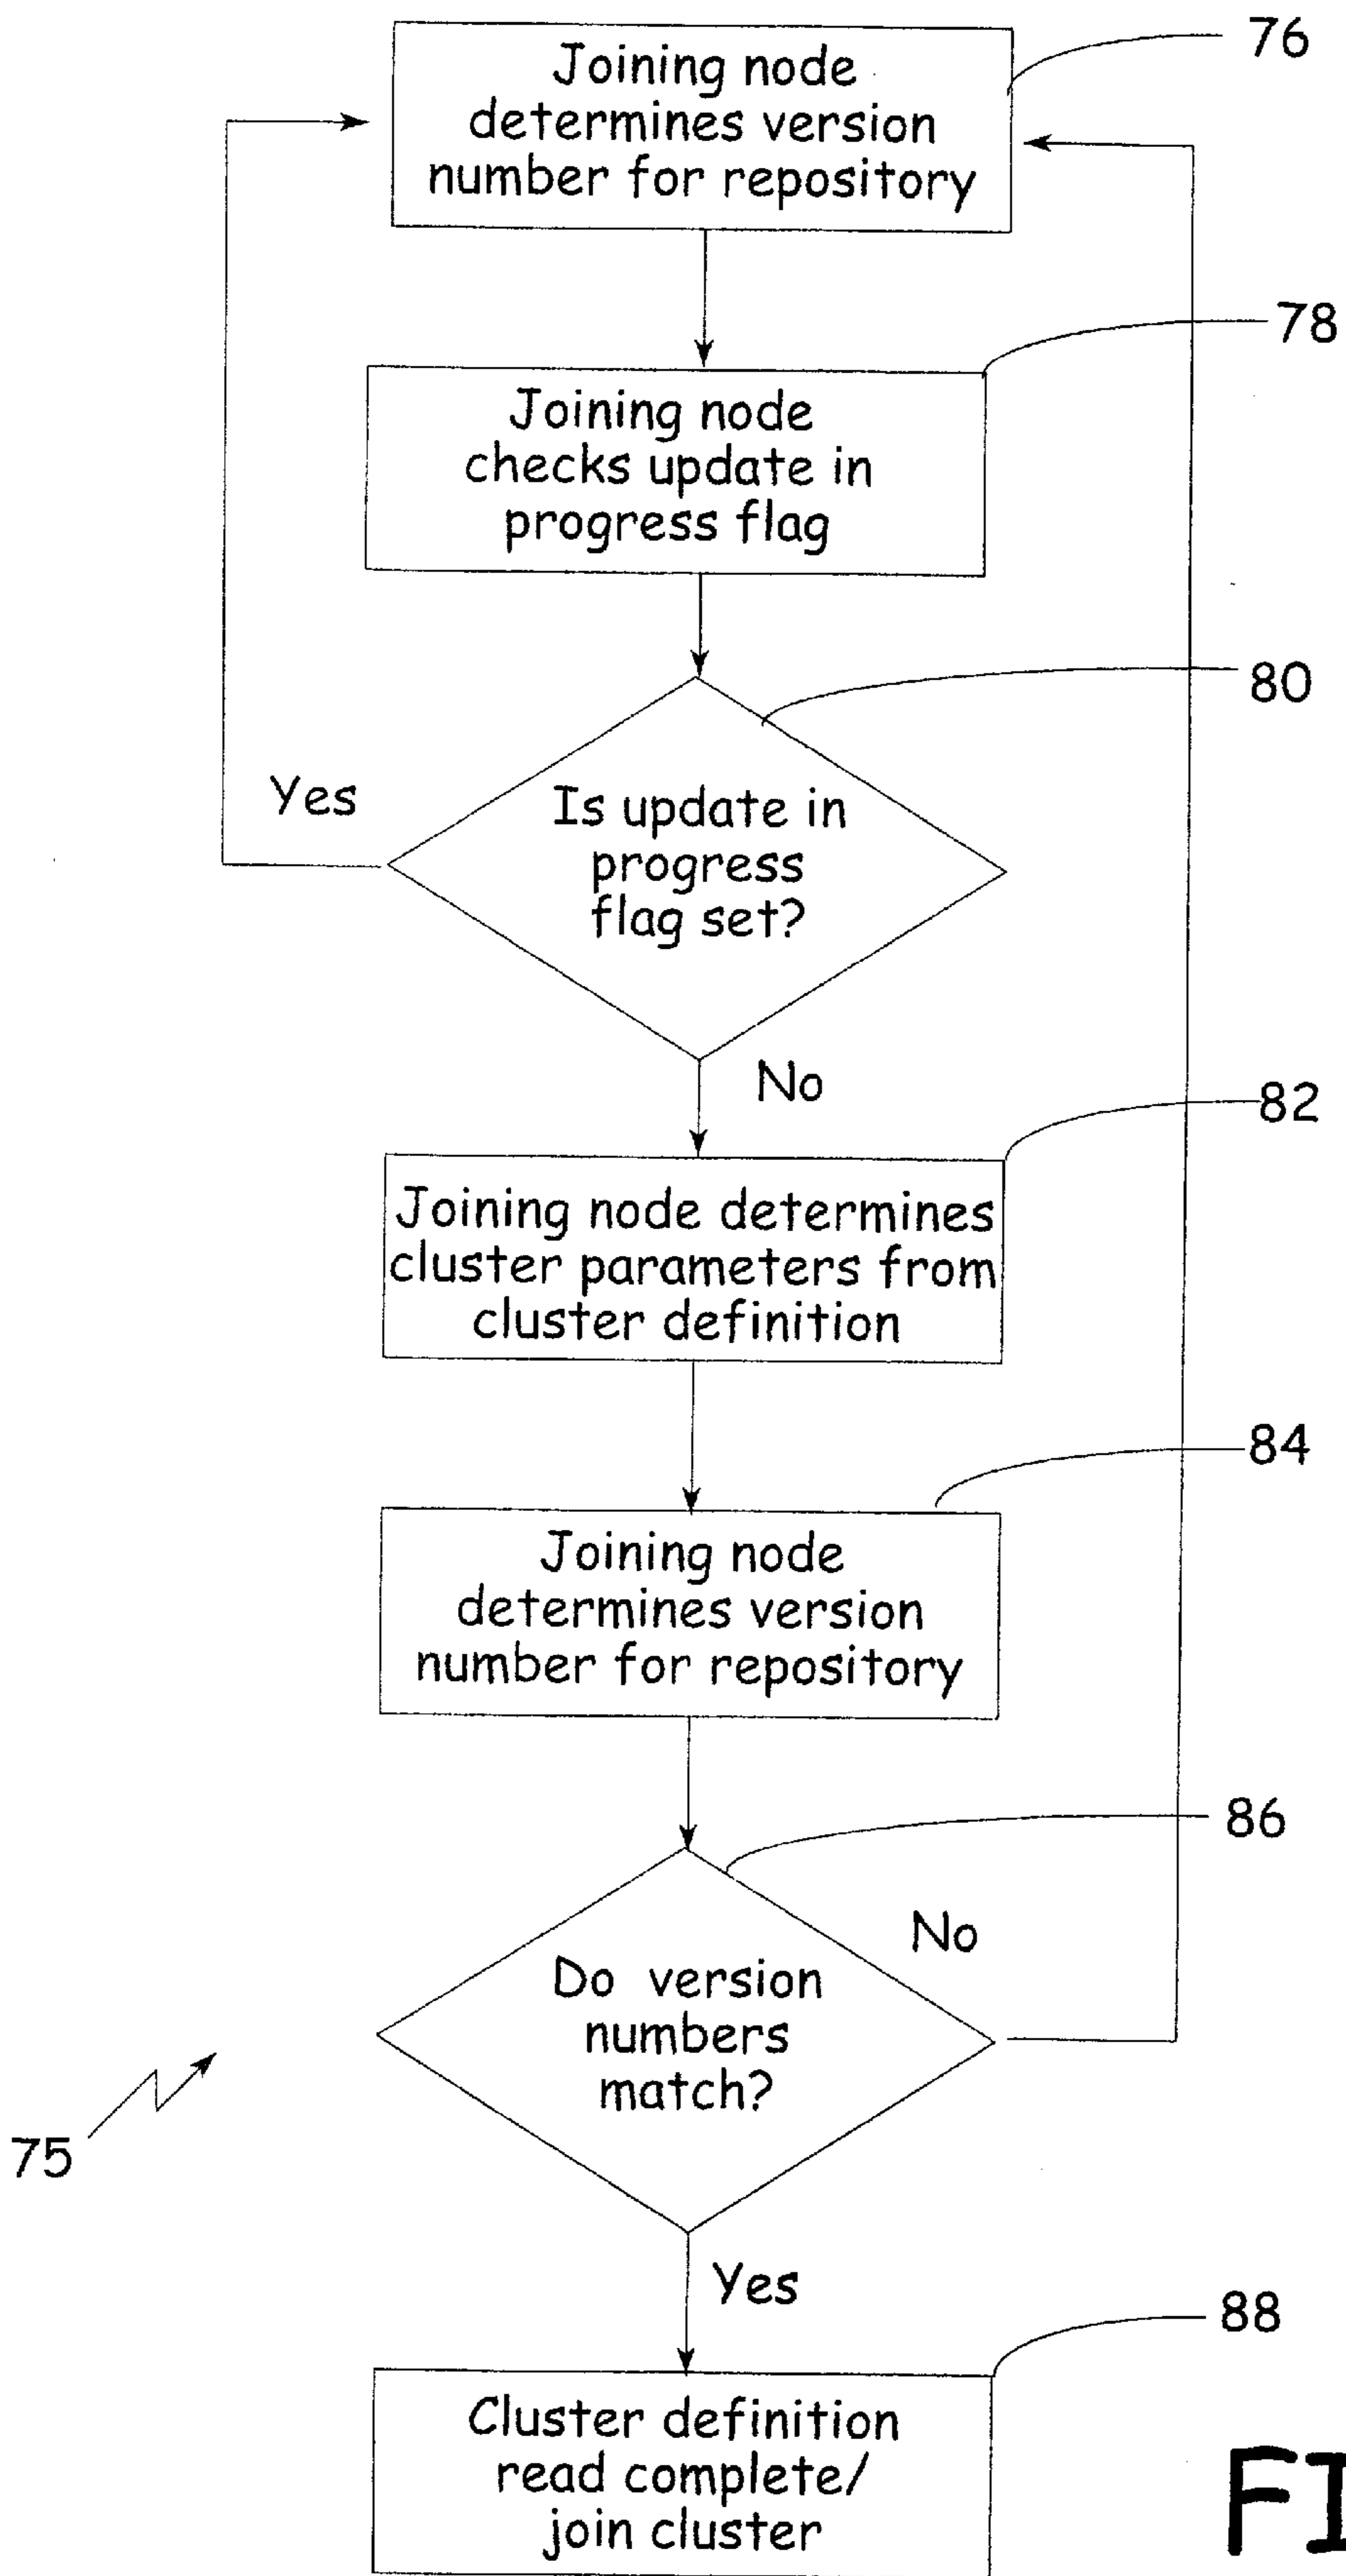 Joining node
determines version
number for repository
76
Joining node
checks update in
progress flag
78
80
Is update in
progress
flag set?
Yes
No
82
Joining node determines
cluster parameters from
cluster definition
84
Joining node
determines version
number for repository
86
No
Do version
numbers
match?
75
Yes
88
Cluster definition
read complete/
join cluster
FI